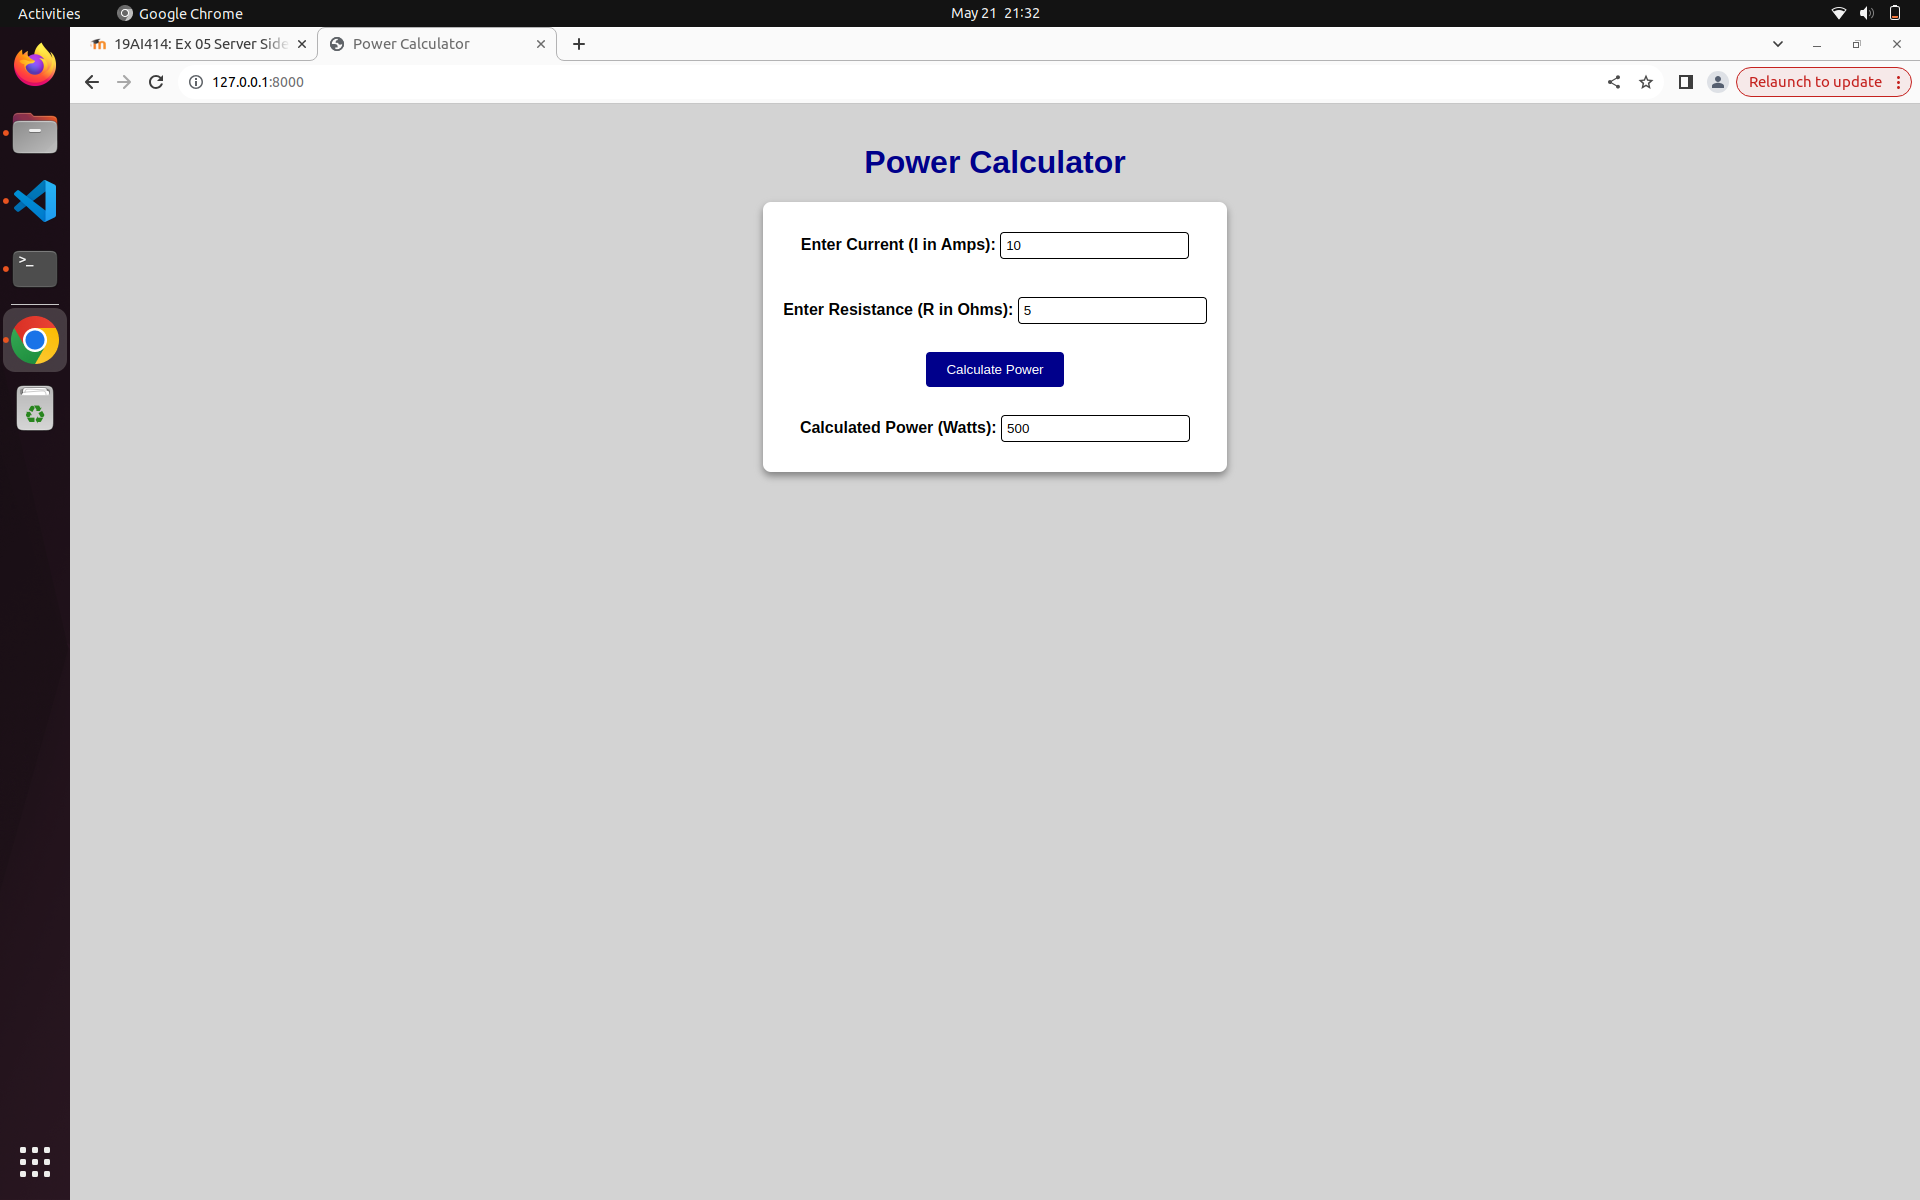 Activities
Google Chrome
May 21 21:32
19AI414: Ex 05 Server Side
Power Calculator
127.0.0.1:8000
Relaunch to update
Power Calculator
Enter Current (I in Amps): 10
Enter Resistance (R in Ohms): 5
Calculate Power
Calculated Power (Watts): 500